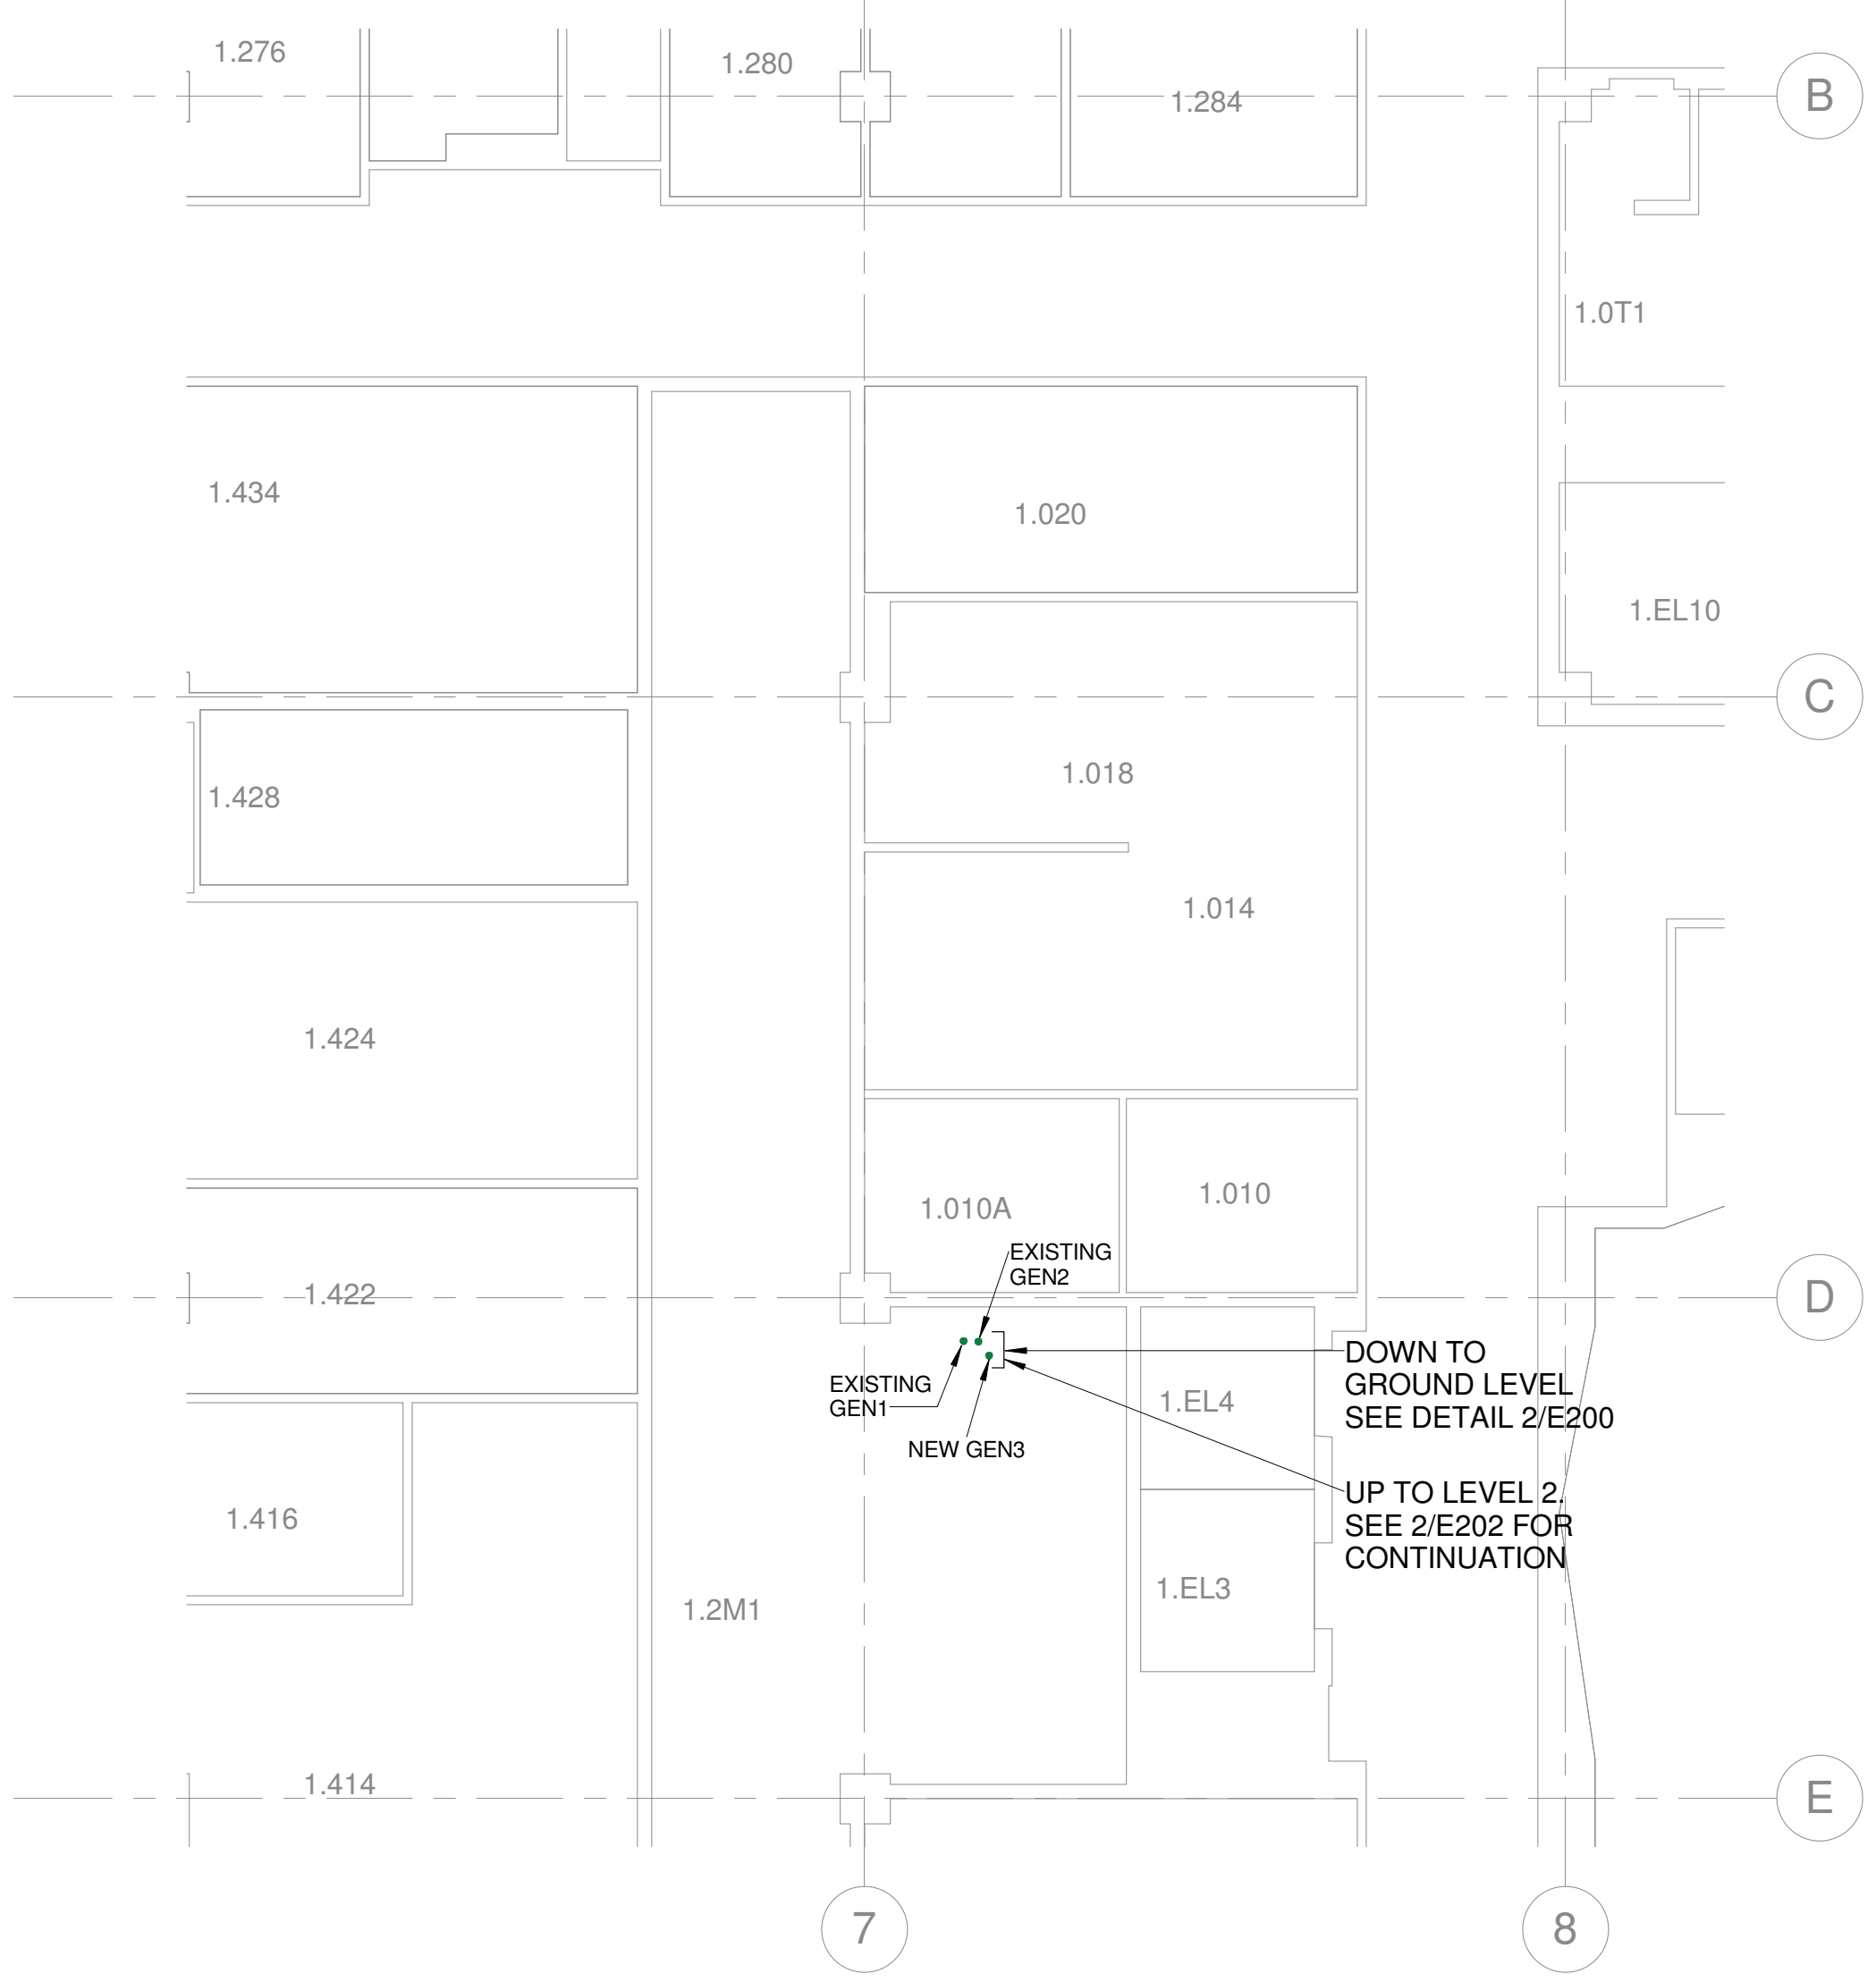 1.276
1.280
1.284
B
1.0T1
1.434
1.020
1.EL10
C
1.018
1.428
1.014
1.424
1.010
1.010A
EXISTING
GEN2
1.422
D
DOWN TO
GROUND LEVEL
SEE DETAIL 2/E200
EXISTING
GEN1
1.EL4
NEW GEN3
UP TO LEVEL 2.
SEE 2/E202 FOR
CONTINUATION
1.416
1.EL3
1.2M1
1.414
E
7
8